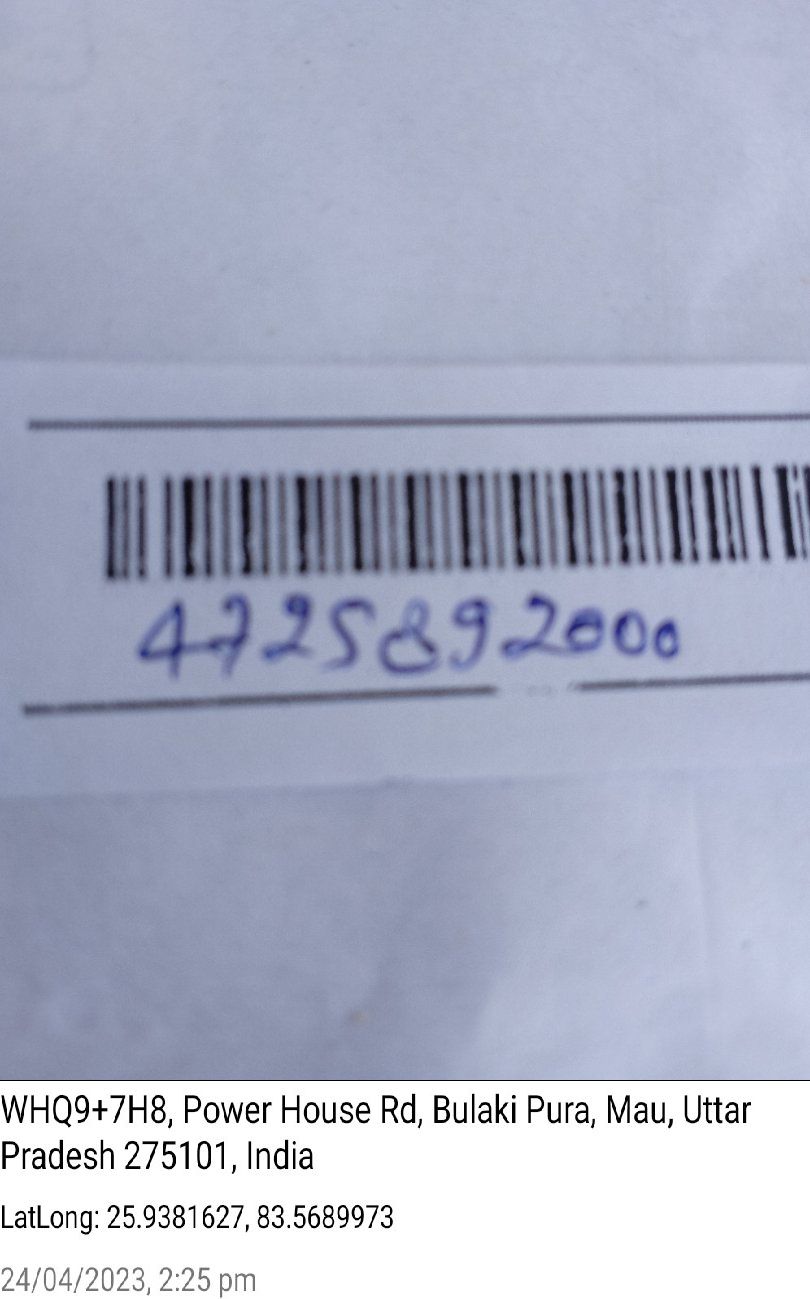 4725892000
WHQ9+7H8, Power House Rd, Bulaki Pura, Mau, Uttar
Pradesh 275101, India
LatLong: 25.9381627, 83.5689973
24/04/2023, 2:25 pm